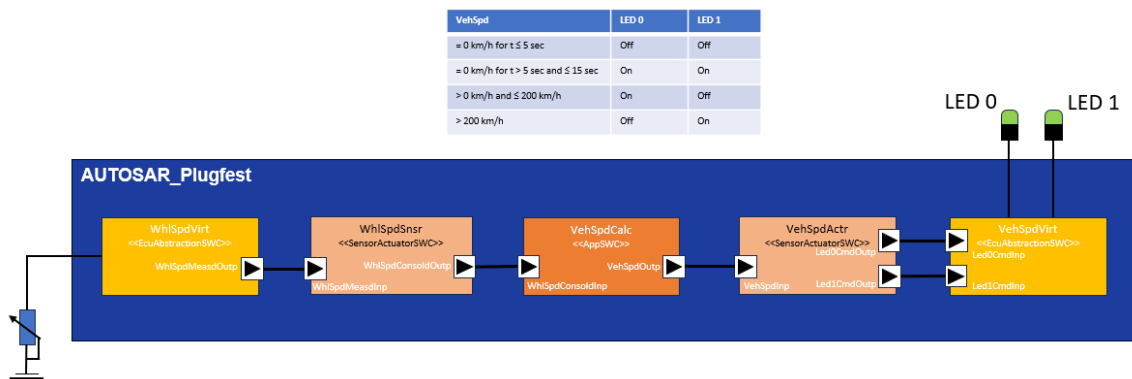 VehSpd LED 0 LED 1
= 0 km/h for t ≤ 5 sec Off Off
= 0 km/h for t > 5 sec and ≤ 15 sec On On
> 0 km/h and ≤ 200 km/h On Off
> 200 km/h Off On
LED 0 LED 1
AUTOSAR_Plugfest
WhlSpdVirt
<<EcuAbstractionSWC>>
WhlSpdMeasdOutp
WhlSpdSnsr
<<SensorActuatorSWC>>
WhlSpdConsoldOutp
WhlSpdMeasdInp
VehSpdCalc
<<AppSWC>>
VehSpdOutp
WhlSpdConsoldInp
VehSpdActr
<<SensorActuatorSWC>>
Led0CmdOutp
Led1CmdOutp
VehSpdInp
VehSpdVirt
<<EcuAbstractionSWC>>
Led0CmdInp
Led1CmdInp